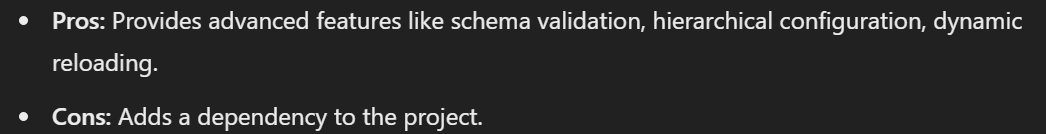 • Pros: Provides advanced features like schema validation, hierarchical configuration, dynamic
reloading.
• Cons: Adds a dependency to the project.